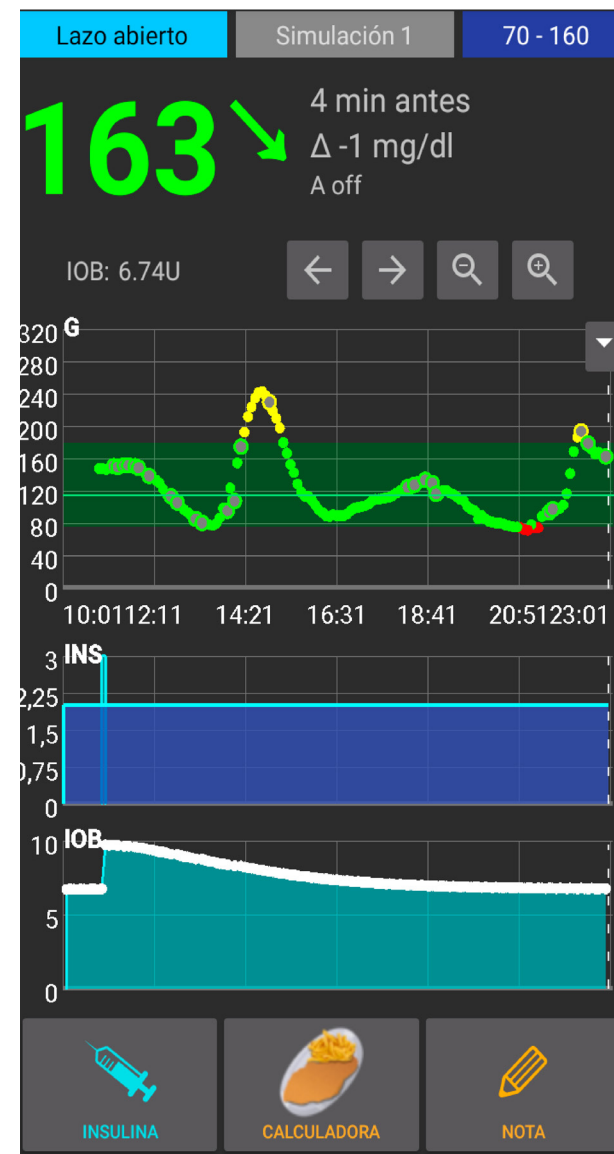 Lazo abierto Simulación 1 70 - 160
163 4 min antes
Δ -1 mg/dl
A off
IOB: 6.74U
G
320
280
240
200
160
120
80
40
0
10:01 12:11 14:21 16:31 18:41 20:51 23:01
INS
3
2,25
1,5
0,75
0
IOB
10
5
0
INSULINA CALCULADORA NOTA